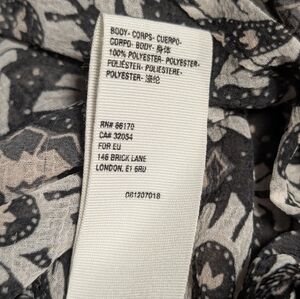 BODY- CORPS- CUERPO-
CORPO- BODY- 身体
100% POLYESTER- POLYESTER-
POLIÉSTER- POLIESTERE-
POLYESTER- 涤纶
RN# 66170
CA# 32054
FOR EU
146 BRICK LANE
LONDON, E1 6RU
061207018